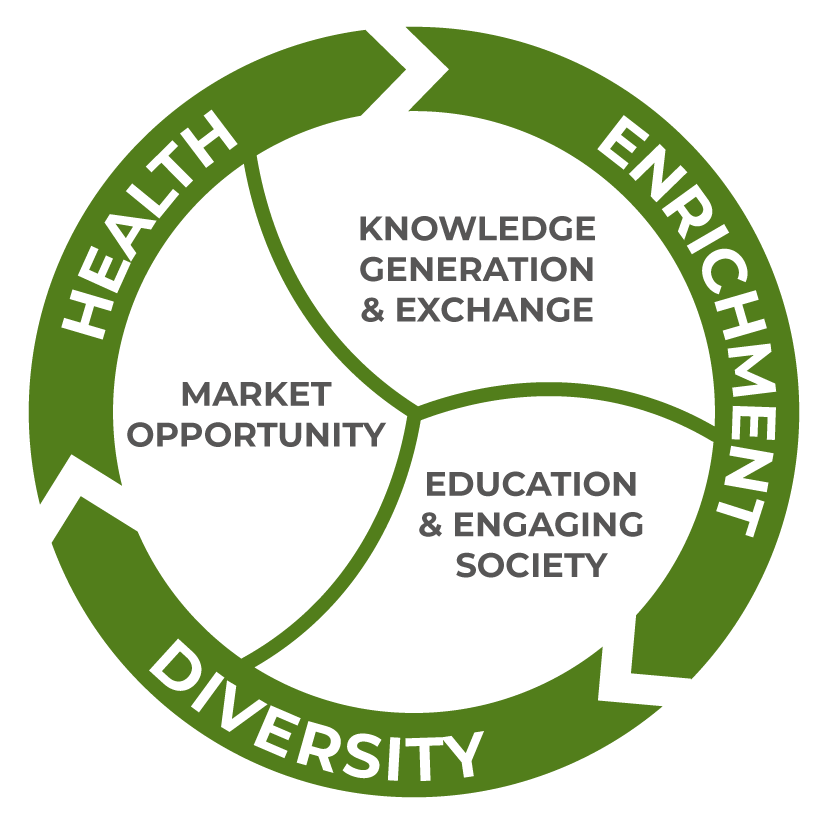 HEALTH
ENRICHMENT
KNOWLEDGE
GENERATION
& EXCHANGE
MARKET
OPPORTUNITY
EDUCATION
& ENGAGING
SOCIETY
DIVERSITY